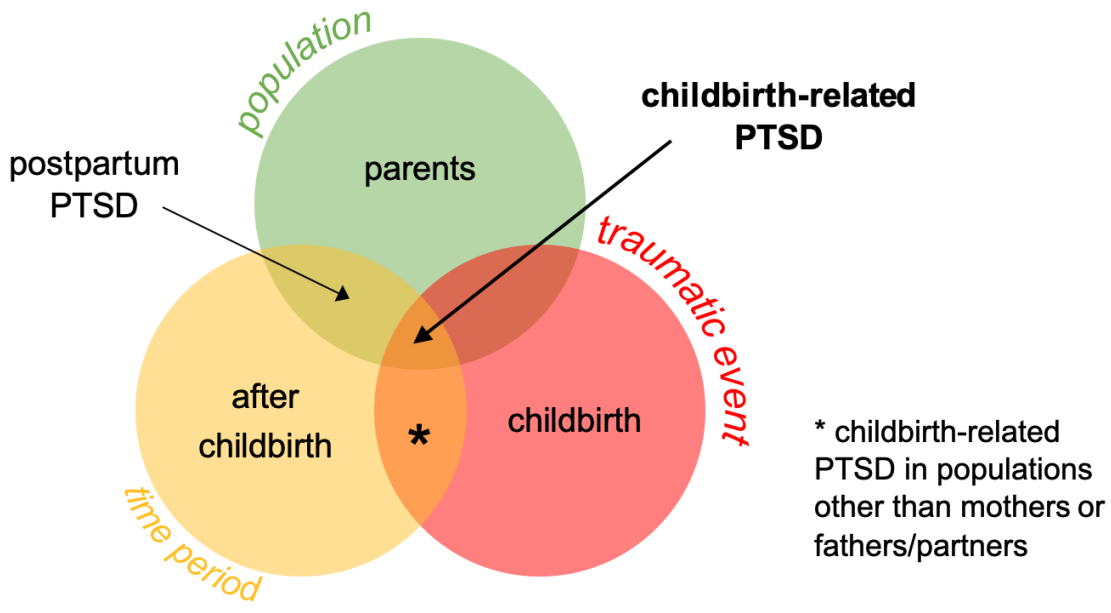 population
childbirth-related
PTSD
postpartum
PTSD
parents
traumatic event
after
childbirth
*
childbirth
time period
* childbirth-related
PTSD in populations
other than mothers or
fathers/partners